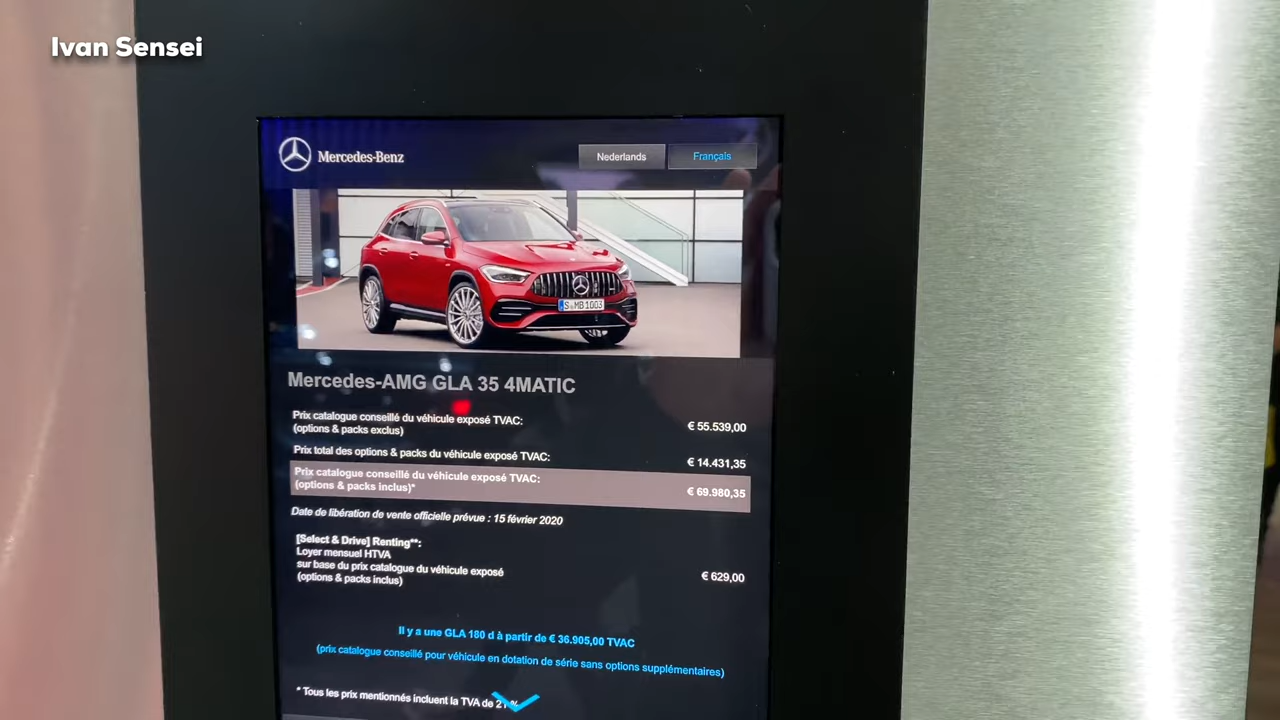 Ivan Sensei
Mercedes-Benz
Nederlands
Français
S MB 1003
Mercedes-AMG GLA 35 4MATIC
Prix catalogue conseillé du véhicule exposé TVAC:
(options & packs exclus)
€ 55.539,00
Prix total des options & packs du véhicule exposé TVAC:
€ 14.431,35
Prix catalogue conseillé du véhicule exposé TVAC:
(options & packs inclus)*
€ 69.980,35
Date de libération de vente officielle prévue : 15 février 2020
[Select & Drive] Renting**:
Loyer mensuel HTVA
sur base du prix catalogue du véhicule exposé
(options & packs inclus)
€ 629,00
Il y a une GLA 180 d à partir de € 36.905,00 TVAC
(prix catalogue conseillé pour véhicule en dotation de série sans options supplémentaires)
* Tous les prix mentionnés incluent la TVA de